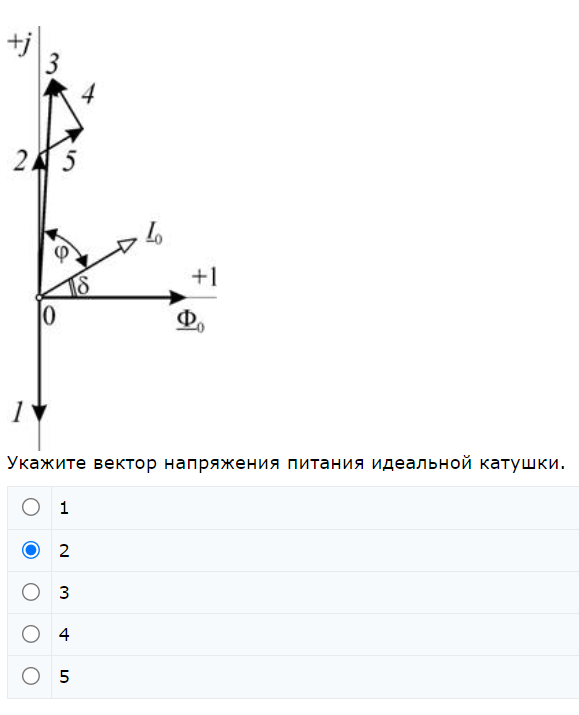 +j
3
4
2
5
I₀
φ
δ
+1
0
Φ₀
1
Укажите вектор напряжения питания идеальной катушки.
1
2
3
4
5